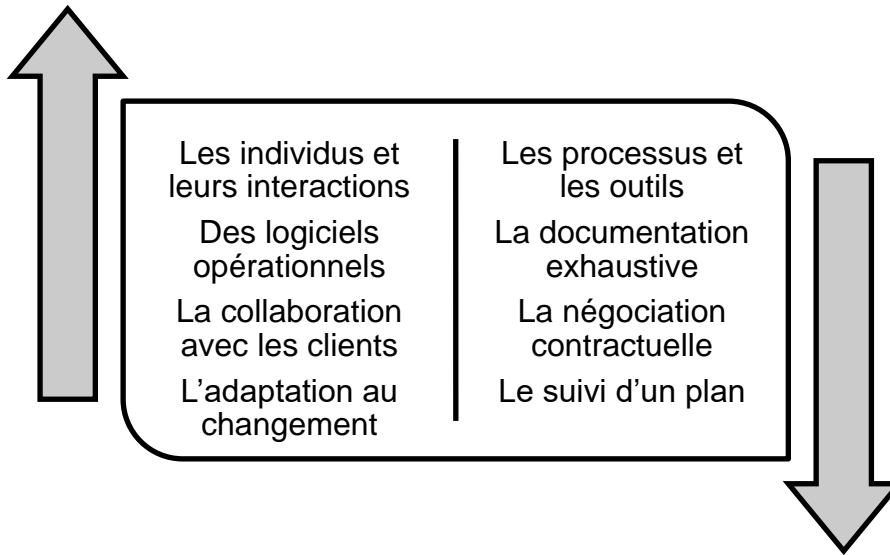 Les individus et
leurs interactions
Des logiciels
opérationnels
La collaboration
avec les clients
L’adaptation au
changement
Les processus et
les outils
La documentation
exhaustive
La négociation
contractuelle
Le suivi d’un plan